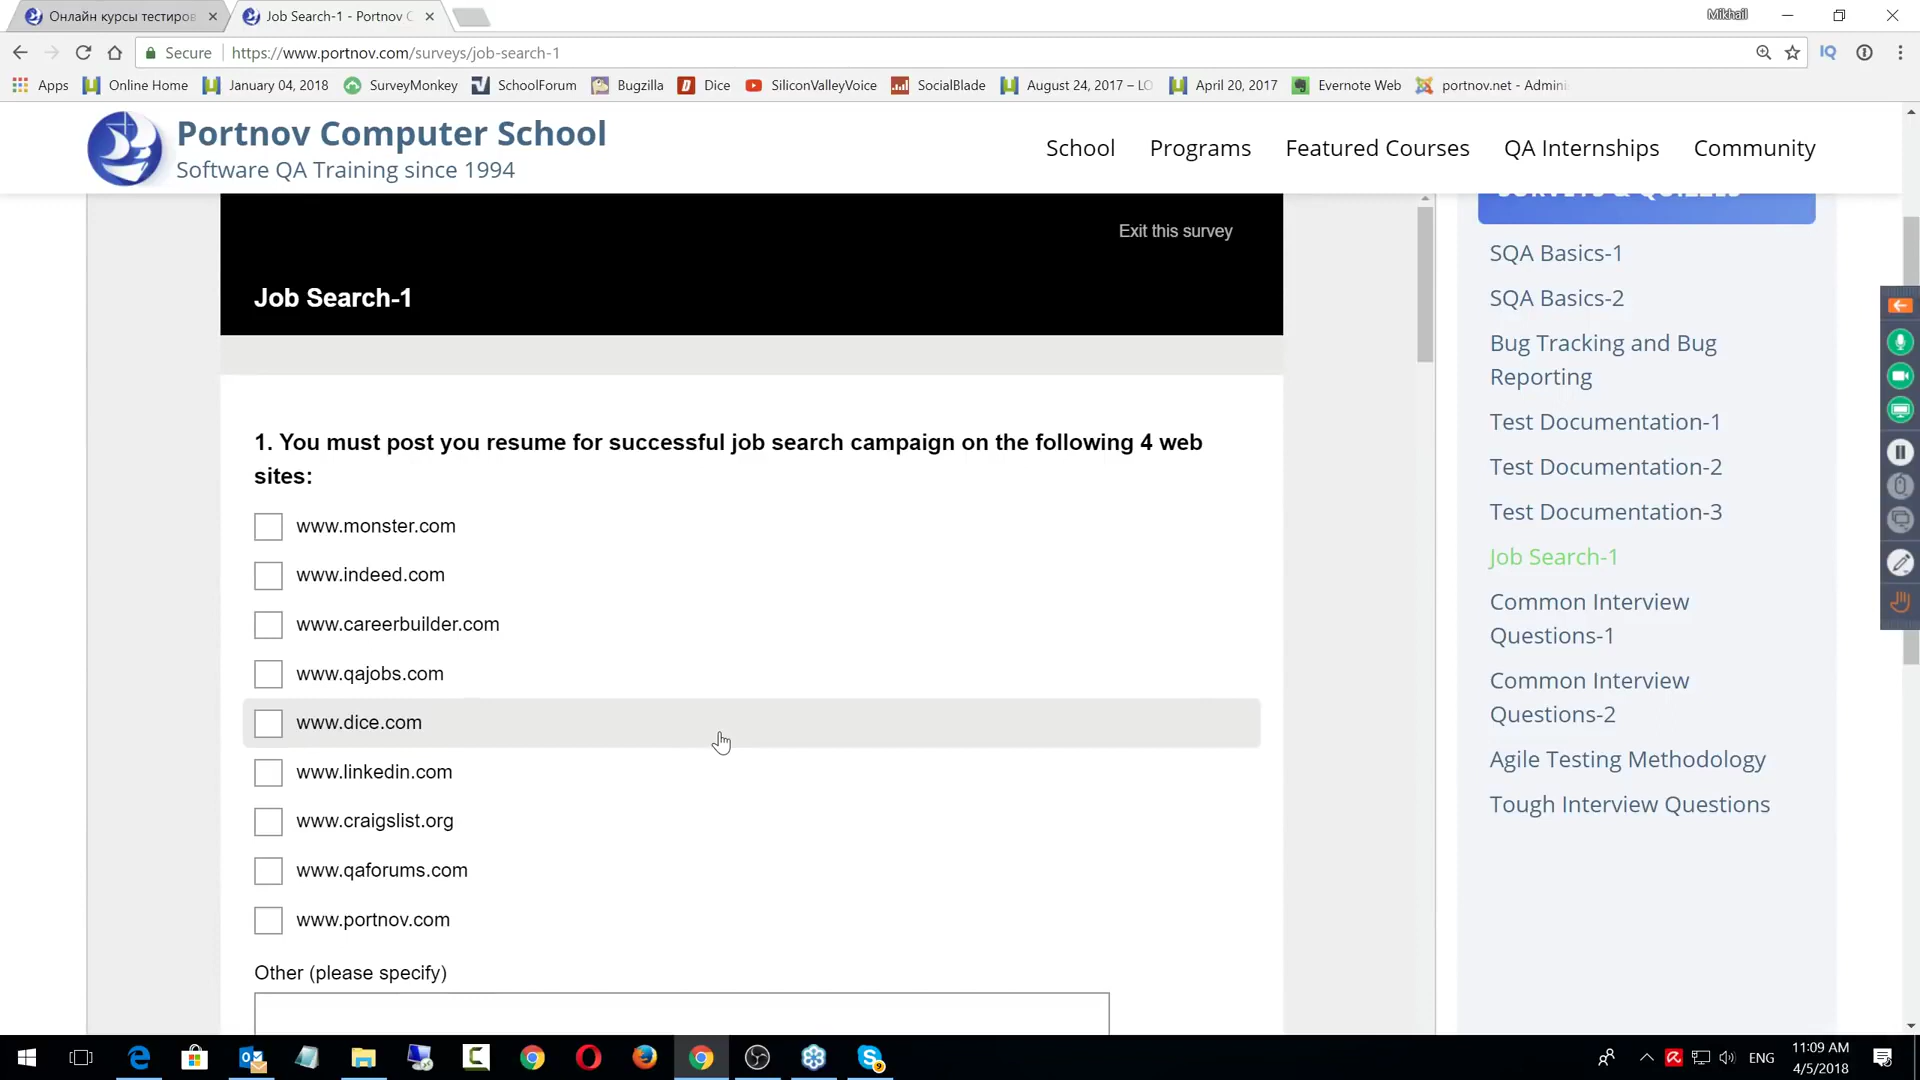 Онлайн курсы тестиров
Job Search-1 - Portnov C
Mikhail
Secure
https://www.portnov.com/surveys/job-search-1
Apps
Online Home
January 04, 2018
SurveyMonkey
SchoolForum
Bugzilla
Dice
SiliconValleyVoice
SocialBlade
August 24, 2017 – LO
April 20, 2017
Evernote Web
portnov.net - Admini
Portnov Computer School
Software QA Training since 1994
School
Programs
Featured Courses
QA Internships
Community
Exit this survey
Job Search-1
1. You must post you resume for successful job search campaign on the following 4 web
sites:
www.monster.com
www.indeed.com
www.careerbuilder.com
www.qajobs.com
www.dice.com
www.linkedin.com
www.craigslist.org
www.qaforums.com
www.portnov.com
Other (please specify)
SQA Basics-1
SQA Basics-2
Bug Tracking and Bug
Reporting
Test Documentation-1
Test Documentation-2
Test Documentation-3
Job Search-1
Common Interview
Questions-1
Common Interview
Questions-2
Agile Testing Methodology
Tough Interview Questions
ENG
11:09 AM
4/5/2018